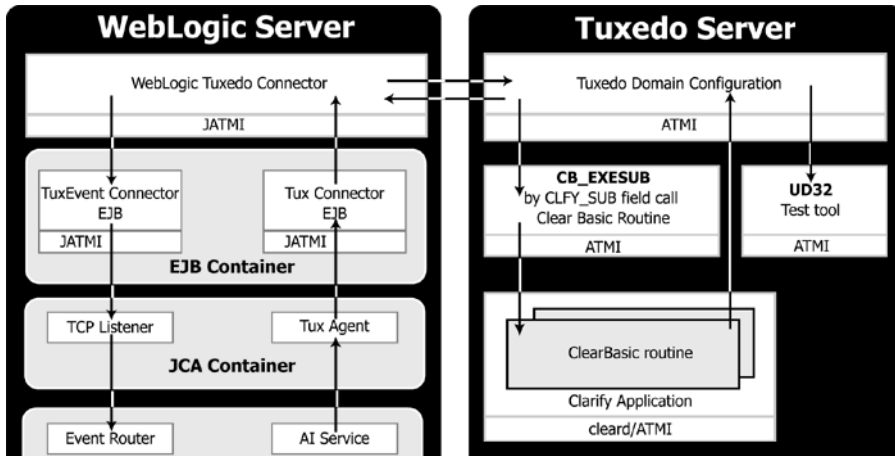 WebLogic Server
WebLogic Tuxedo Connector
JATMI
TuxEvent Connector
EJB
JATMI
Tux Connector
EJB
JATMI
EJB Container
TCP Listener
Tux Agent
JCA Container
Event Router
AI Service
Tuxedo Server
Tuxedo Domain Configuration
ATMI
CB_EXESUB
by CLFY_SUB field call
Clear Basic Routine
ATMI
UD32
Test tool
ATMI
ClearBasic routine
Clarify Application
cleard/ATMI